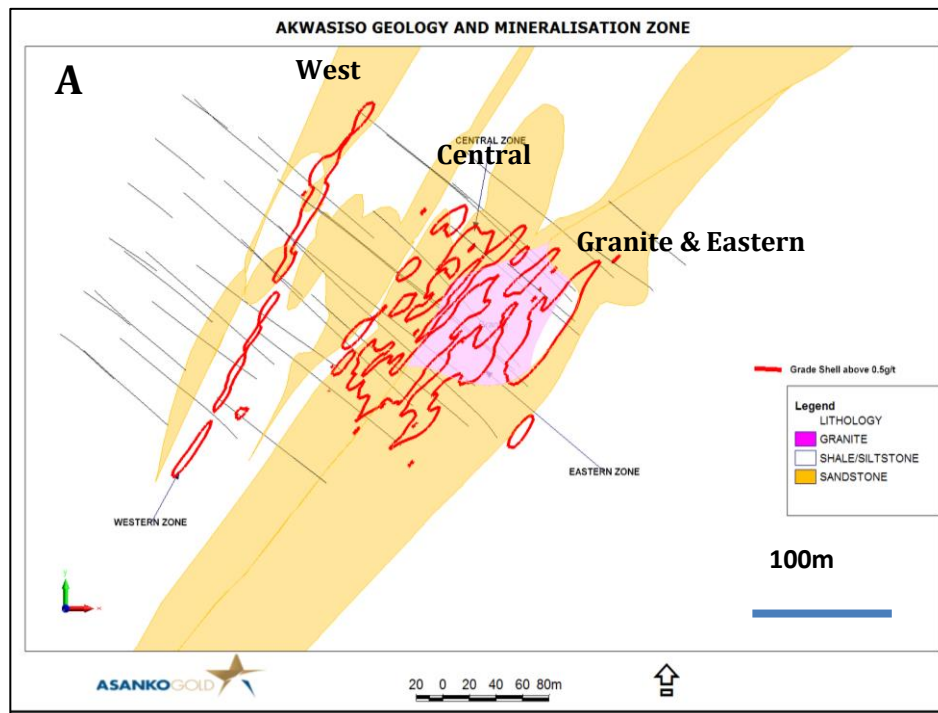 AKWASISO GEOLOGY AND MINERALISATION ZONE
A
West
CENTRAL ZONE
Central
Granite & Eastern
Grade Shell above 0.5g/t
Legend
LITHOLOGY
GRANITE
SHALE/SILTSTONE
SANDSTONE
EASTERN ZONE
WESTERN ZONE
100m
Y
X
ASANKOGOLD
20 0 20 40 60 80m